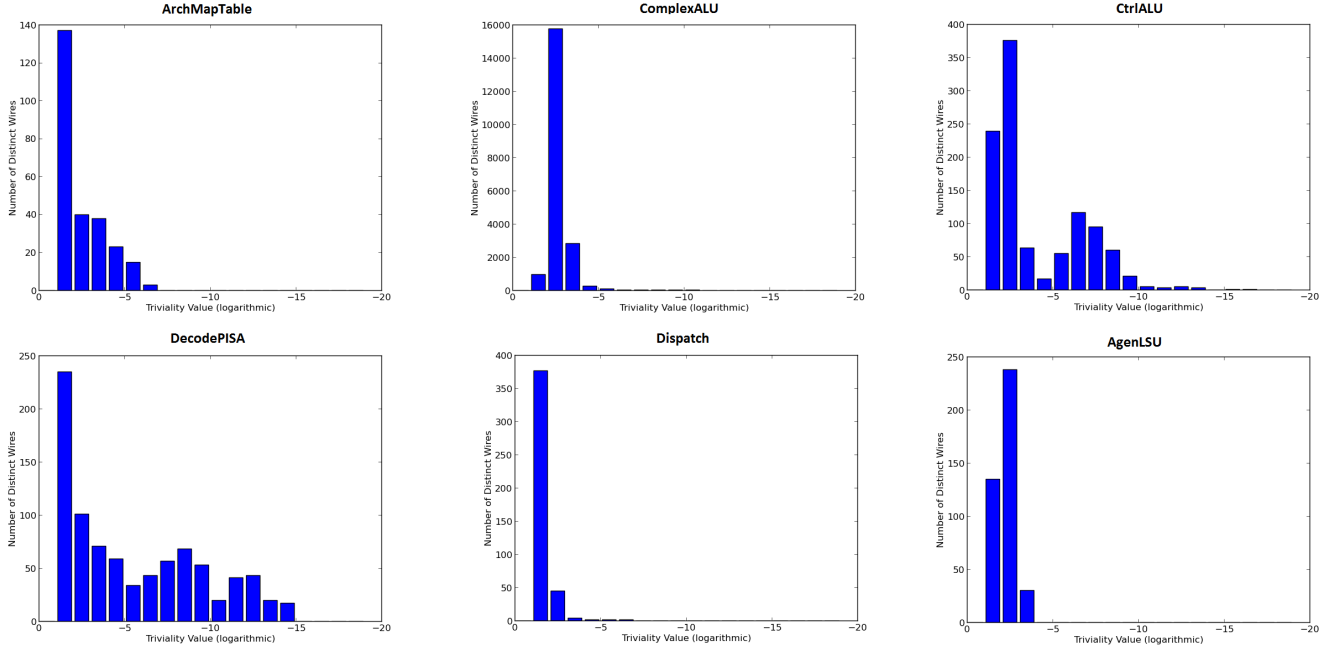 ArchMapTable
140
120
100
80
60
40
20
0
0 −5 −10 −15 −20
Number of Distinct Wires
Triviality Value (logarithmic)
ComplexALU
16000
14000
12000
10000
8000
6000
4000
2000
0
0 −5 −10 −15 −20
Number of Distinct Wires
Triviality Value (logarithmic)
CtrlALU
400
350
300
250
200
150
100
50
0
0 −5 −10 −15 −20
Number of Distinct Wires
Triviality Value (logarithmic)
DecodePISA
250
200
150
100
50
0
0 −5 −10 −15 −20
Number of Distinct Wires
Triviality Value (logarithmic)
Dispatch
400
350
300
250
200
150
100
50
0
0 −5 −10 −15 −20
Number of Distinct Wires
Triviality Value (logarithmic)
AgenLSU
250
200
150
100
50
0
0 −5 −10 −15 −20
Number of Distinct Wires
Triviality Value (logarithmic)